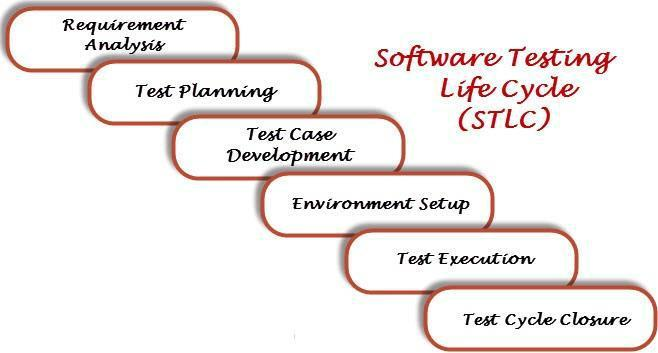 Requirement
Analysis
Software Testing
Life Cycle
(STLC)
Test Planning
Test Case
Development
Environment Setup
Test Execution
Test Cycle Closure